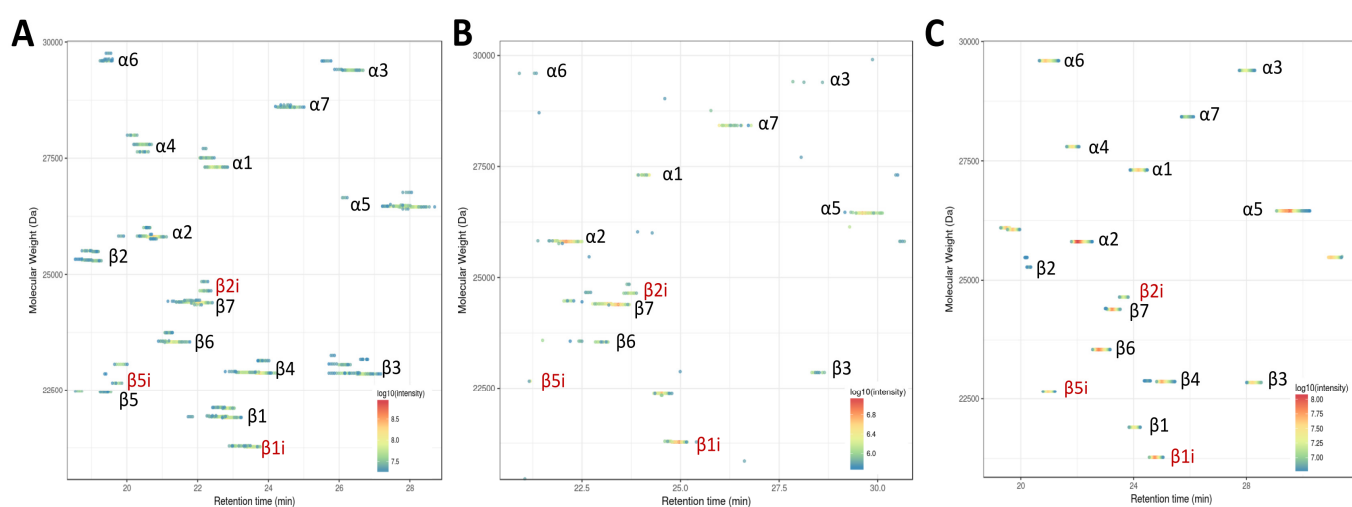 A
30000
27500
25000
22500
Molecular Weight (Da)
α6
α3
α7
α4
α1
α5
α2
β2
β2i
β7
β6
β4
β3
β5i
β5
β1
β1i
log10(intensity)
8.5
7.5
20
22
24
26
28
Retention time (min)
B
30000
27500
25000
22500
Molecular Weight (Da)
α6
α3
α7
α1
α5
α2
β2i
β7
β6
β5i
β3
β1i
log10(intensity)
6.8
6.4
6.0
22.5
25.0
27.5
30.0
Retention time (min)
C
30000
27500
25000
22500
Molecular Weight (Da)
α6
α3
α7
α4
α1
α5
α2
β2
β2i
β7
β6
β5i
β4
β3
β1
β1i
log10(intensity)
8.00
7.75
7.50
7.25
7.00
20
24
28
Retention time (min)